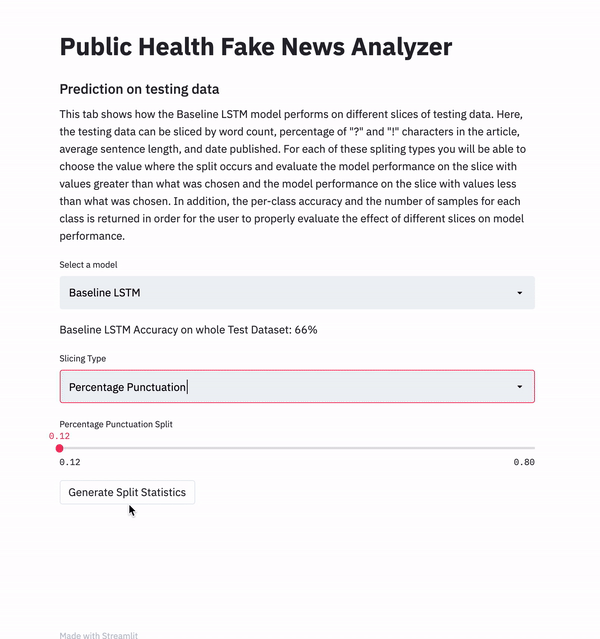 Public Health Fake News Analyzer
Prediction on testing data
This tab shows how the Baseline LSTM model performs on different slices of testing data. Here,
the testing data can be sliced by word count, percentage of "?" and "!" characters in the article,
average sentence length, and date published. For each of these spliting types you will be able to
choose the value where the split occurs and evaluate the model performance on the slice with
values greater than what was chosen and the model performance on the slice with values less
than what was chosen. In addition, the per-class accuracy and the number of samples for each
class is returned in order for the user to properly evaluate the effect of different slices on model
performance.
Select a model
Baseline LSTM
Baseline LSTM Accuracy on whole Test Dataset: 66%
Slicing Type
Percentage Punctuation
Percentage Punctuation Split
0.12
0.12 0.80
Generate Split Statistics
Made with Streamlit